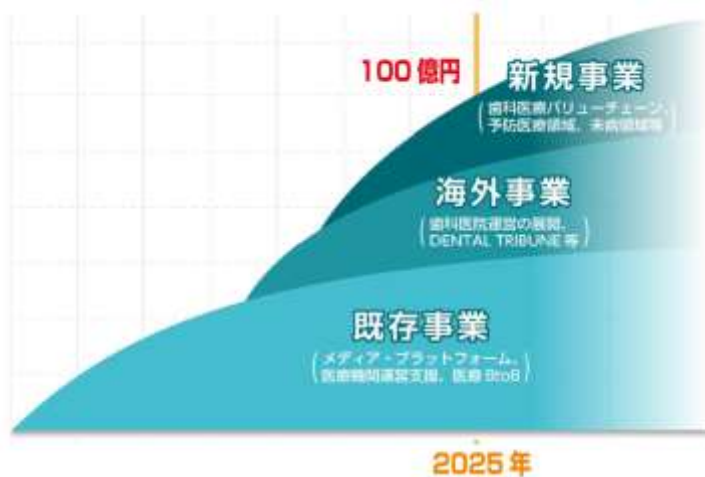 100億円
新規事業
(歯科医療バリューチェーン、
予防医療領域、未病領域等)
海外事業
(歯科医院運営の展開、
DENTAL TRIBUNE 等)
既存事業
(メディア・プラットフォーム、
医療機関運営支援、医療 BtoB)
2025 年